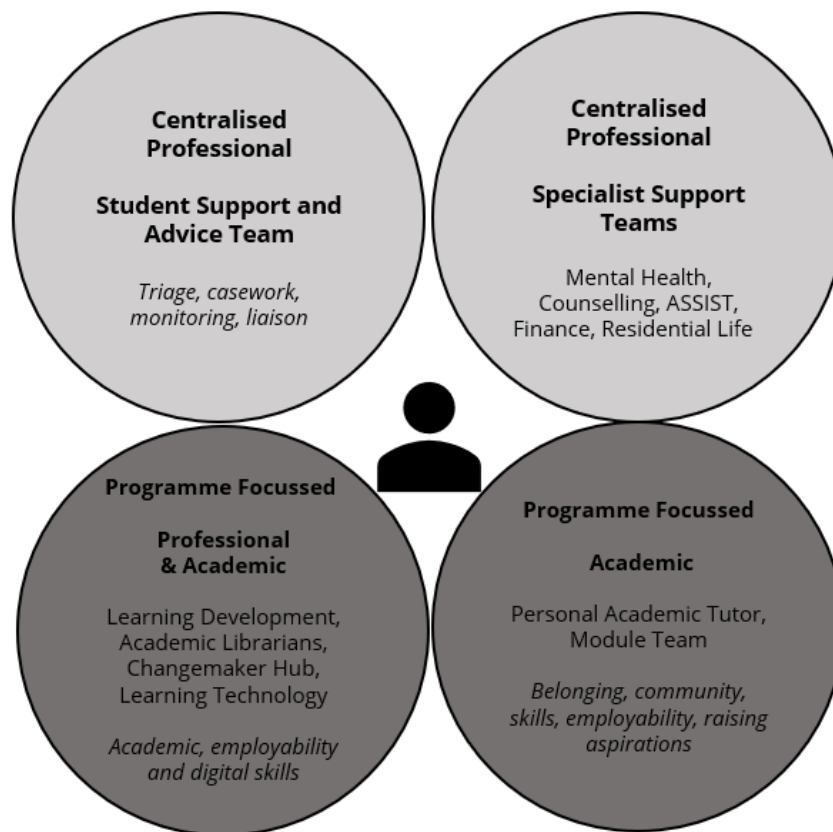 Centralised
Professional
Student Support and
Advice Team
Triage, casework,
monitoring, liaison
Centralised
Professional
Specialist Support
Teams
Mental Health,
Counselling, ASSIST,
Finance, Residential Life
Programme Focussed
Professional
& Academic
Learning Development,
Academic Librarians,
Changemaker Hub,
Learning Technology
Academic, employability
and digital skills
Programme Focussed
Academic
Personal Academic Tutor,
Module Team
Belonging, community,
skills, employability, raising
aspirations